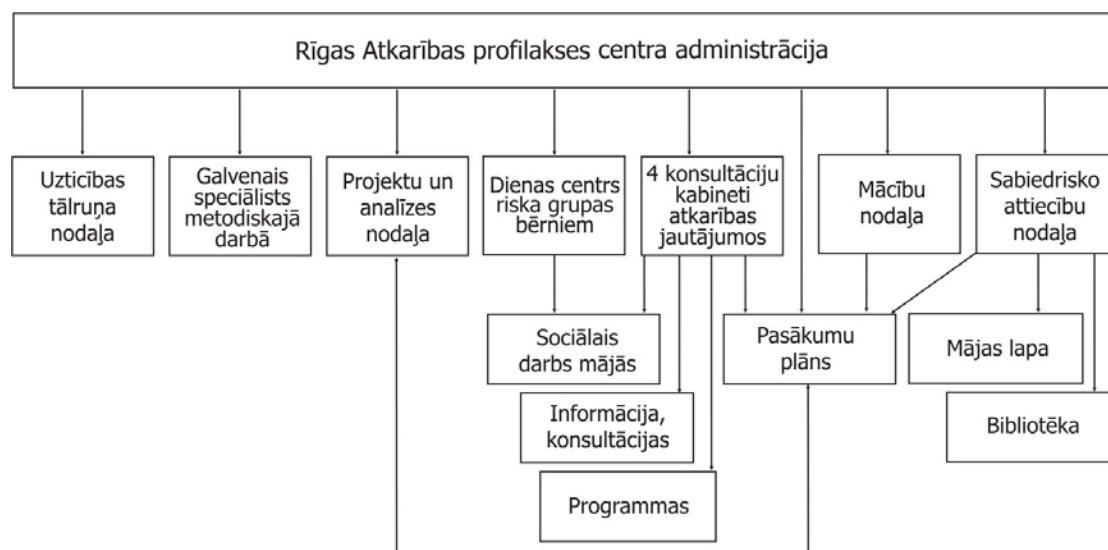 Rīgas Atkarības profilakses centra administrācija
Uzticības
tālruņa
nodaļa
Galvenais
speciālists
metodiskajā
darbā
Projektu un
analīzes
nodaļa
Dienas centrs
riska grupas
bērniem
4 konsultāciju
kabineti
atkarības
jautājumos
Mācību
nodaļa
Sabiedrisko
attiecību
nodaļa
Sociālais
darbs mājās
Pasākumu
plāns
Mājas lapa
Informācija,
konsultācijas
Bibliotēka
Programmas